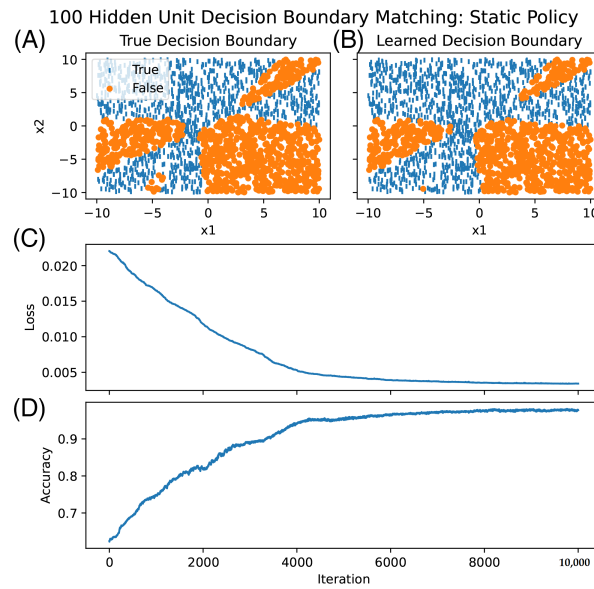 100 Hidden Unit Decision Boundary Matching: Static Policy
(A) True Decision Boundary
(B) Learned Decision Boundary
True
False
10
5
0
−5
−10
x2
−10 −5 0 5 10
x1
−10 −5 0 5 10
x1
(C)
0.020
0.015
0.010
0.005
Loss
(D)
0.9
0.8
0.7
Accuracy
0 2000 4000 6000 8000 10,000
Iteration